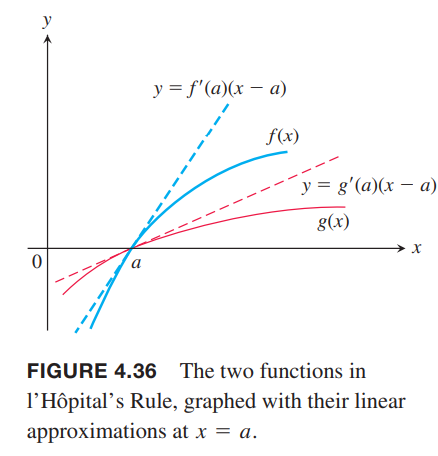 y
y = f′(a)(x − a)
f(x)
y = g′(a)(x − a)
g(x)
x
0
a
FIGURE 4.36 The two functions in
l’Hôpital’s Rule, graphed with their linear
approximations at x = a.